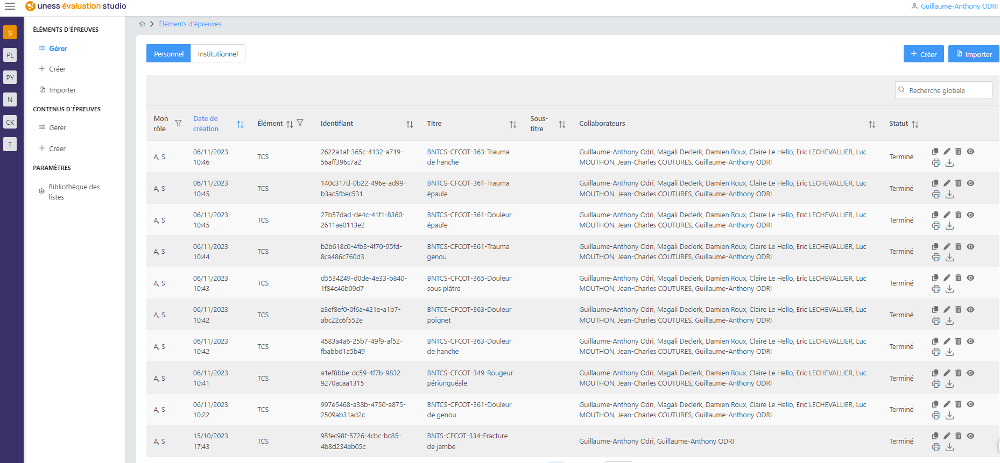 uness évaluation studio
Guillaume-Anthony ODRI
S
PL
PY
N
CK
T
ÉLÉMENTS D'ÉPREUVES
Gérer
Créer
Importer
CONTENUS D'ÉPREUVES
Gérer
Créer
PARAMÈTRES
Bibliothèque des
listes
Éléments d'épreuves
Personnel
Institutionnel
Créer
Importer
Recherche globale
Mon
rôle
Date de
création
Élément
Identifiant
Titre
Sous-
titre
Collaborateurs
Statut
A, S
06/11/2023
10:46
TCS
2622a1af-365c-4132-a719-
56aff396c7a2
BNTCS-CFCOT-363-Trauma
de hanche
Guillaume-Anthony Odri, Magali Declerk, Damien Roux, Claire Le Hello, Eric LECHEVALLIER, Luc
MOUTHON, Jean-Charles COUTURES, Guillaume-Anthony ODRI
Terminé
A, S
06/11/2023
10:45
TCS
140c317d-0b22-496e-ad99-
b3ac5fbec531
BNTCS-CFCOT-361-Trauma
épaule
Guillaume-Anthony Odri, Magali Declerk, Damien Roux, Claire Le Hello, Eric LECHEVALLIER, Luc
MOUTHON, Jean-Charles COUTURES, Guillaume-Anthony ODRI
Terminé
A, S
06/11/2023
10:45
TCS
27b57dad-de4c-41f1-8360-
2611ae0113e2
BNTCS-CFCOT-361-Douleur
épaule
Guillaume-Anthony Odri, Magali Declerk, Damien Roux, Claire Le Hello, Eric LECHEVALLIER, Luc
MOUTHON, Jean-Charles COUTURES, Guillaume-Anthony ODRI
Terminé
A, S
06/11/2023
10:44
TCS
b2b618c0-4fb3-4f70-95fd-
8ca486c760d3
BNTCS-CFCOT-361-Trauma
genou
Guillaume-Anthony Odri, Magali Declerk, Damien Roux, Claire Le Hello, Eric LECHEVALLIER, Luc
MOUTHON, Jean-Charles COUTURES, Guillaume-Anthony ODRI
Terminé
A, S
06/11/2023
10:43
TCS
d5534249-d0de-4e33-b840-
1f84c46b09d7
BNTCS-CFCOT-365-Douleur
sous plâtre
Guillaume-Anthony Odri, Magali Declerk, Damien Roux, Claire Le Hello, Eric LECHEVALLIER, Luc
MOUTHON, Jean-Charles COUTURES, Guillaume-Anthony ODRI
Terminé
A, S
06/11/2023
10:42
TCS
a3ef8ef0-0f6a-421e-a1b7-
abc22c6f552e
BNTCS-CFCOT-363-Douleur
poignet
Guillaume-Anthony Odri, Magali Declerk, Damien Roux, Claire Le Hello, Eric LECHEVALLIER, Luc
MOUTHON, Jean-Charles COUTURES, Guillaume-Anthony ODRI
Terminé
A, S
06/11/2023
10:42
TCS
4583a4a6-25b7-49f9-af52-
fbabbd1a5b49
BNTCS-CFCOT-363-Douleur
de hanche
Guillaume-Anthony Odri, Magali Declerk, Damien Roux, Claire Le Hello, Eric LECHEVALLIER, Luc
MOUTHON, Jean-Charles COUTURES, Guillaume-Anthony ODRI
Terminé
A, S
06/11/2023
10:41
TCS
a1ef8bbe-dc59-4f7b-9832-
9270acaa1315
BNTCS-CFCOT-349-Rougeur
périunguéale
Guillaume-Anthony Odri, Magali Declerk, Damien Roux, Claire Le Hello, Eric LECHEVALLIER, Luc
MOUTHON, Jean-Charles COUTURES, Guillaume-Anthony ODRI
Terminé
A, S
06/11/2023
10:22
TCS
997e5468-a38b-4750-a875-
2509ab31ad2c
BNTCS-CFCOT-361-Douleur
de genou
Guillaume-Anthony Odri, Magali Declerk, Damien Roux, Claire Le Hello, Eric LECHEVALLIER, Luc
MOUTHON, Jean-Charles COUTURES, Guillaume-Anthony ODRI
Terminé
A, S
15/10/2023
17:43
TCS
95fec98f-5726-4cbc-bc85-
4b8d234eb05c
BNTS-CFCOT-334-Fracture
de jambe
Guillaume-Anthony Odri, Guillaume-Anthony ODRI
Terminé